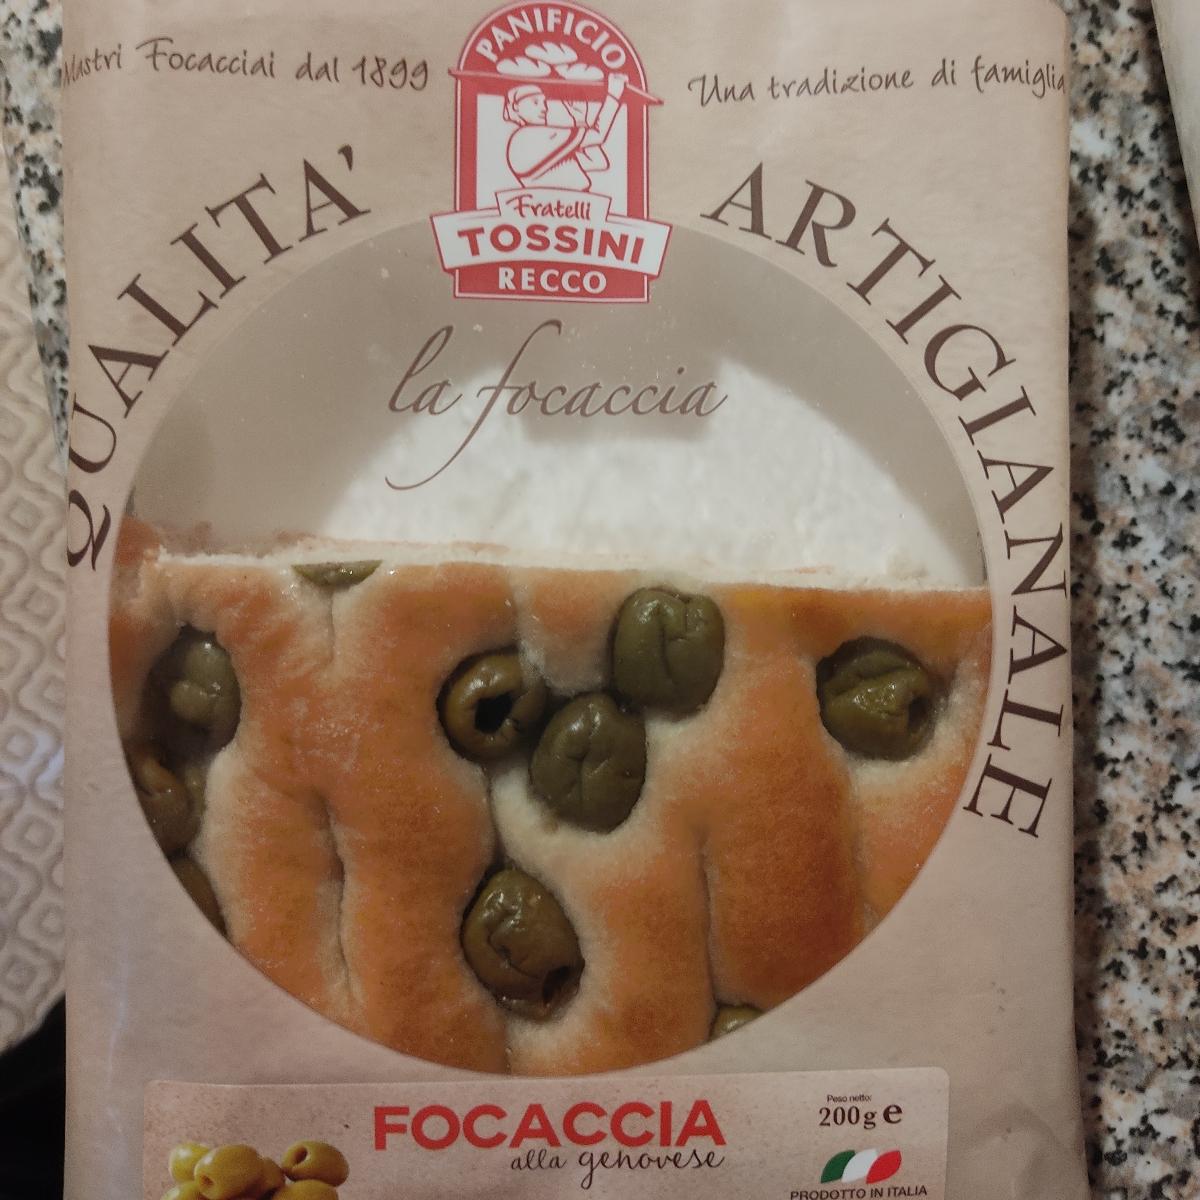 Mastri Focacciai dal 1899
PANIFICIO
Una tradizione di famiglia
Fratelli
TOSSINI
RECCO
QUALITA' ARTIGIANALE
la focaccia
FOCACCIA
alla genovese
Peso netto:
200g e
PRODOTTO IN ITALIA